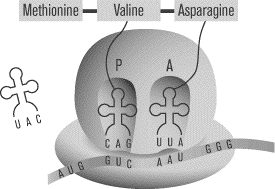 Methionine Valine Asparagine
P A
UAC
CAG UUA
AUG GUC AAU GGG